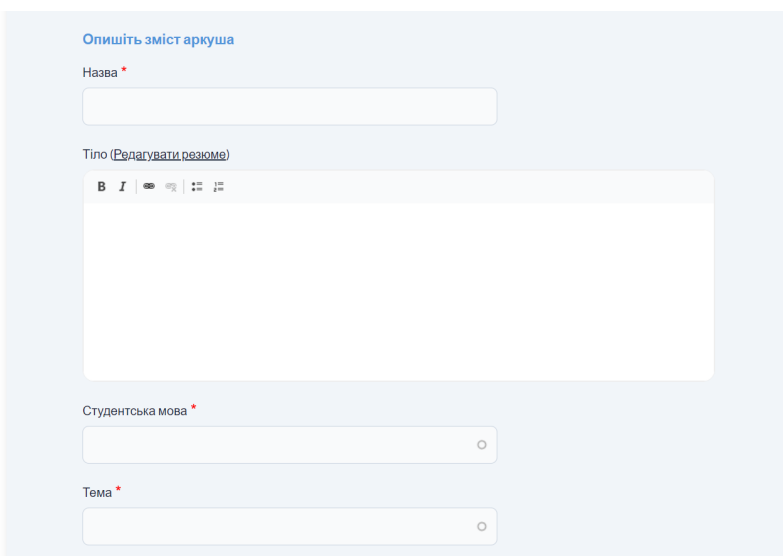 Опишіть зміст аркуша
Назва *
Тіло (Редагувати резюме)
B I
Студентська мова *
Тема *